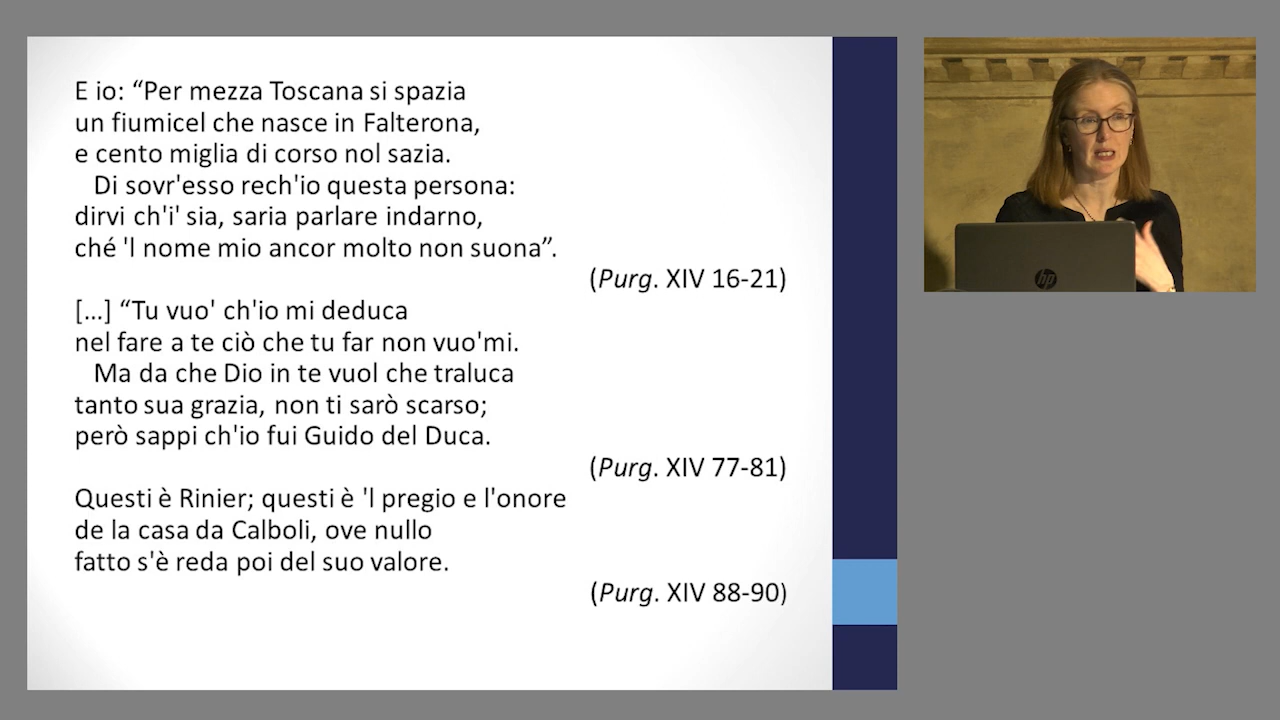 E io: “Per mezza Toscana si spazia
un fiumicel che nasce in Falterona,
e cento miglia di corso nol sazia.
Di sovr'esso rech'io questa persona:
dirvi ch'i' sia, saria parlare indarno,
ché 'l nome mio ancor molto non suona”.
(Purg. XIV 16-21)
[...] “Tu vuo' ch'io mi deduca
nel fare a te ciò che tu far non vuo'mi.
Ma da che Dio in te vuol che traluca
tanto sua grazia, non ti sarò scarso;
però sappi ch'io fui Guido del Duca.
(Purg. XIV 77-81)
Questi è Rinier; questi è 'l pregio e l'onore
de la casa da Calboli, ove nullo
fatto s'è reda poi del suo valore.
(Purg. XIV 88-90)
hp